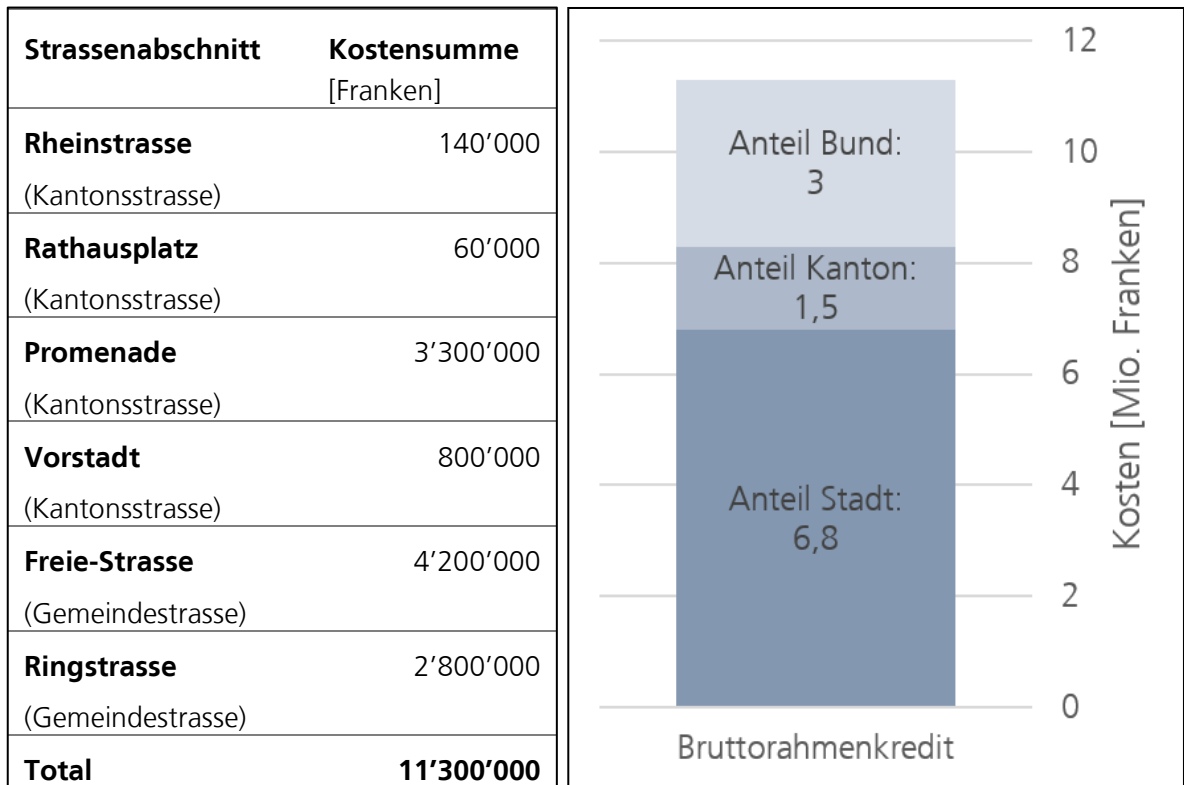 Strassenabschnitt Kostensumme
[Franken]
Rheinstrasse 140’000
(Kantonsstrasse)
Rathausplatz 60’000
(Kantonsstrasse)
Promenade 3’300’000
(Kantonsstrasse)
Vorstadt 800’000
(Kantonsstrasse)
Freie-Strasse 4’200’000
(Gemeindestrasse)
Ringstrasse 2’800’000
(Gemeindestrasse)
Total 11’300’000
12
10
8
6
4
2
0
Kosten [Mio. Franken]
Anteil Bund:
3
Anteil Kanton:
1,5
Anteil Stadt:
6,8
Bruttorahmenkredit